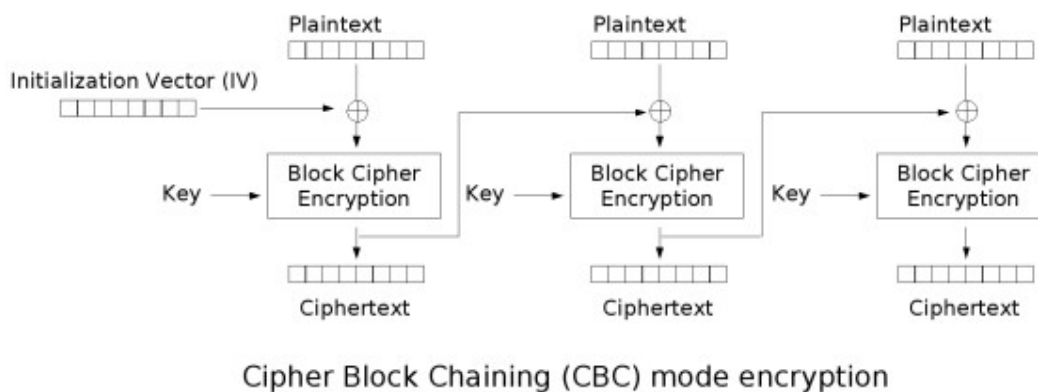 Plaintext
Plaintext
Plaintext
Initialization Vector (IV)
Key
Block Cipher
Encryption
Key
Block Cipher
Encryption
Key
Block Cipher
Encryption
Ciphertext
Ciphertext
Ciphertext
Cipher Block Chaining (CBC) mode encryption